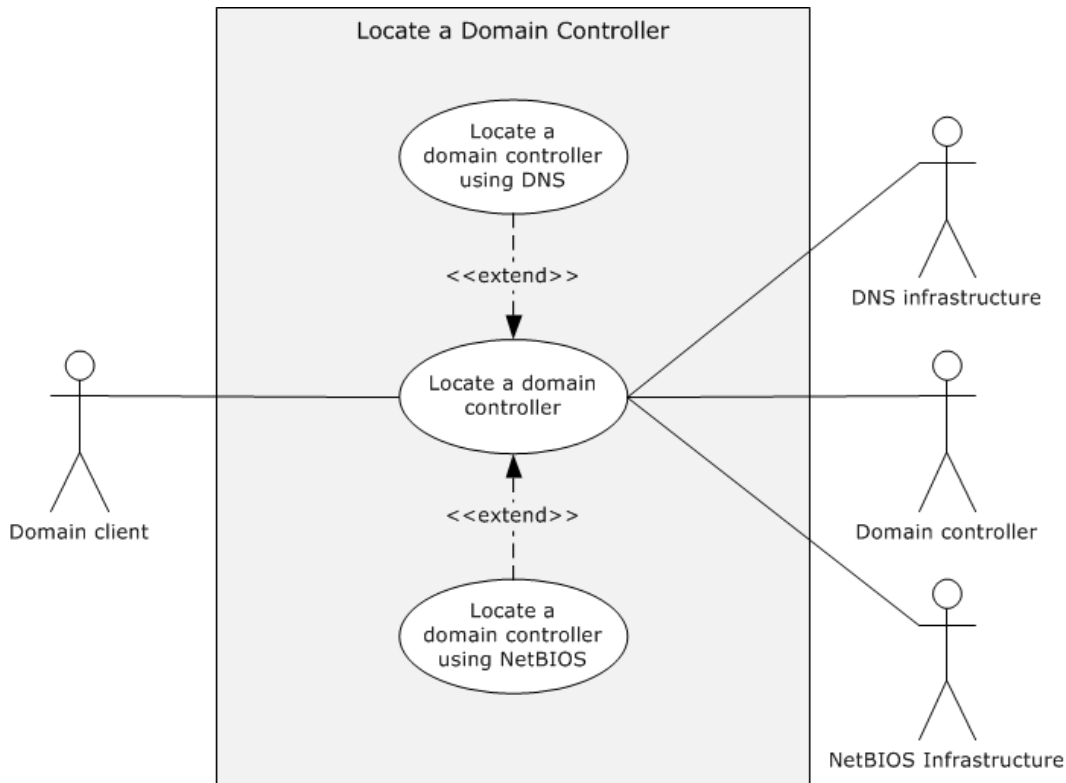 Locate a Domain Controller
Locate a
domain controller
using DNS
<<extend>>
DNS infrastructure
Locate a domain
controller
Domain client
<<extend>>
Domain controller
Locate a
domain controller
using NetBIOS
NetBIOS Infrastructure